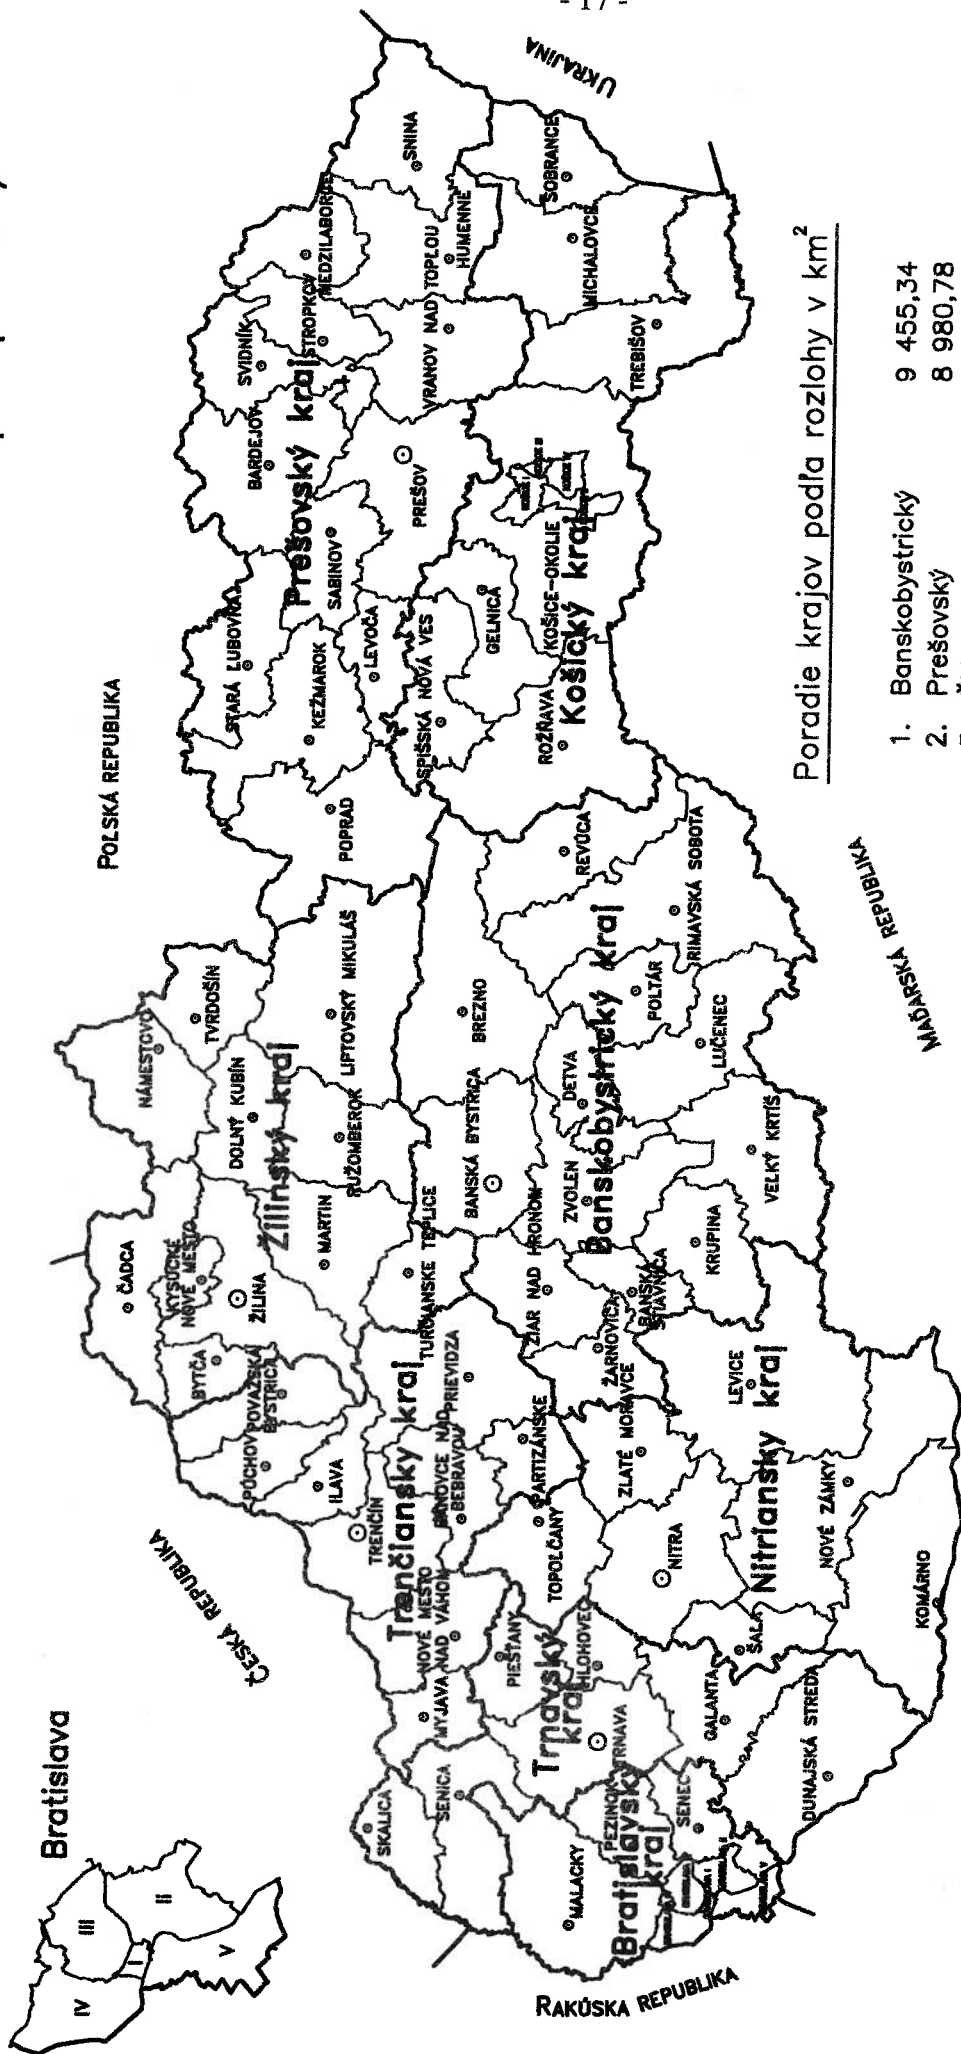 - 17 -
Bratislava
IV
III
II
I
V
POĽSKÁ REPUBLIKA
ČESKÁ REPUBLIKA
UKRAJINA
RAKÚSKA REPUBLIKA
MAĎARSKÁ REPUBLIKA
Žilinský kraj
ČADCA
NÁMESTOVO
KYSUCKÉ
NOVÉ MESTO
TVRDOŠÍN
BYTČA
ŽILINA
DOLNÝ KUBÍN
MARTIN
RUŽOMBEROK
LIPTOVSKÝ MIKULÁŠ
TURČIANSKE TEPLICE
Trenčiansky kraj
PÚCHOV
POVAŽSKÁ
BYSTRICA
ILAVA
TRENČÍN
NOVÉ MESTO
NAD VÁHOM
MYJAVA
BÁNOVCE NAD
BEBRAVOU
PRIEVIDZA
PARTIZÁNSKE
Prešovský kraj
STARÁ ĽUBOVŇA
BARDEJOV
SVIDNÍK
STROPKOV
MEDZILABORCE
SNINA
HUMENNÉ
VRANOV NAD TOPĽOU
PREŠOV
SABINOV
KEŽMAROK
LEVOČA
POPRAD
Košický kraj
SPIŠSKÁ NOVÁ VES
GELNICA
ROŽŇAVA
KOŠICE-OKOLIE
TREBIŠOV
MICHALOVCE
SOBRANCE
Banskobystrický kraj
BANSKÁ BYSTRICA
BREZNO
REVÚCA
RIMAVSKÁ SOBOTA
POLTÁR
LUČENEC
DETVA
ZVOLEN
ŽIAR NAD HRONOM
ŽARNOVICA
BANSKÁ
ŠTIAVNICA
KRUPINA
VEĽKÝ KRTÍŠ
Nitriansky kraj
TOPOĽČANY
ZLATÉ MORAVCE
NITRA
LEVICE
ŠAĽA
NOVÉ ZÁMKY
KOMÁRNO
Trnavský
kraj
SKALICA
SENICA
PIEŠŤANY
HLOHOVEC
TRNAVA
GALANTA
DUNAJSKÁ STREDA
Bratislavský
kraj
MALACKY
PEZINOK
SENEC
Poradie krajov podľa rozlohy v km²
1. Banskobystrický 9 455,34
2. Prešovský 8 980,78